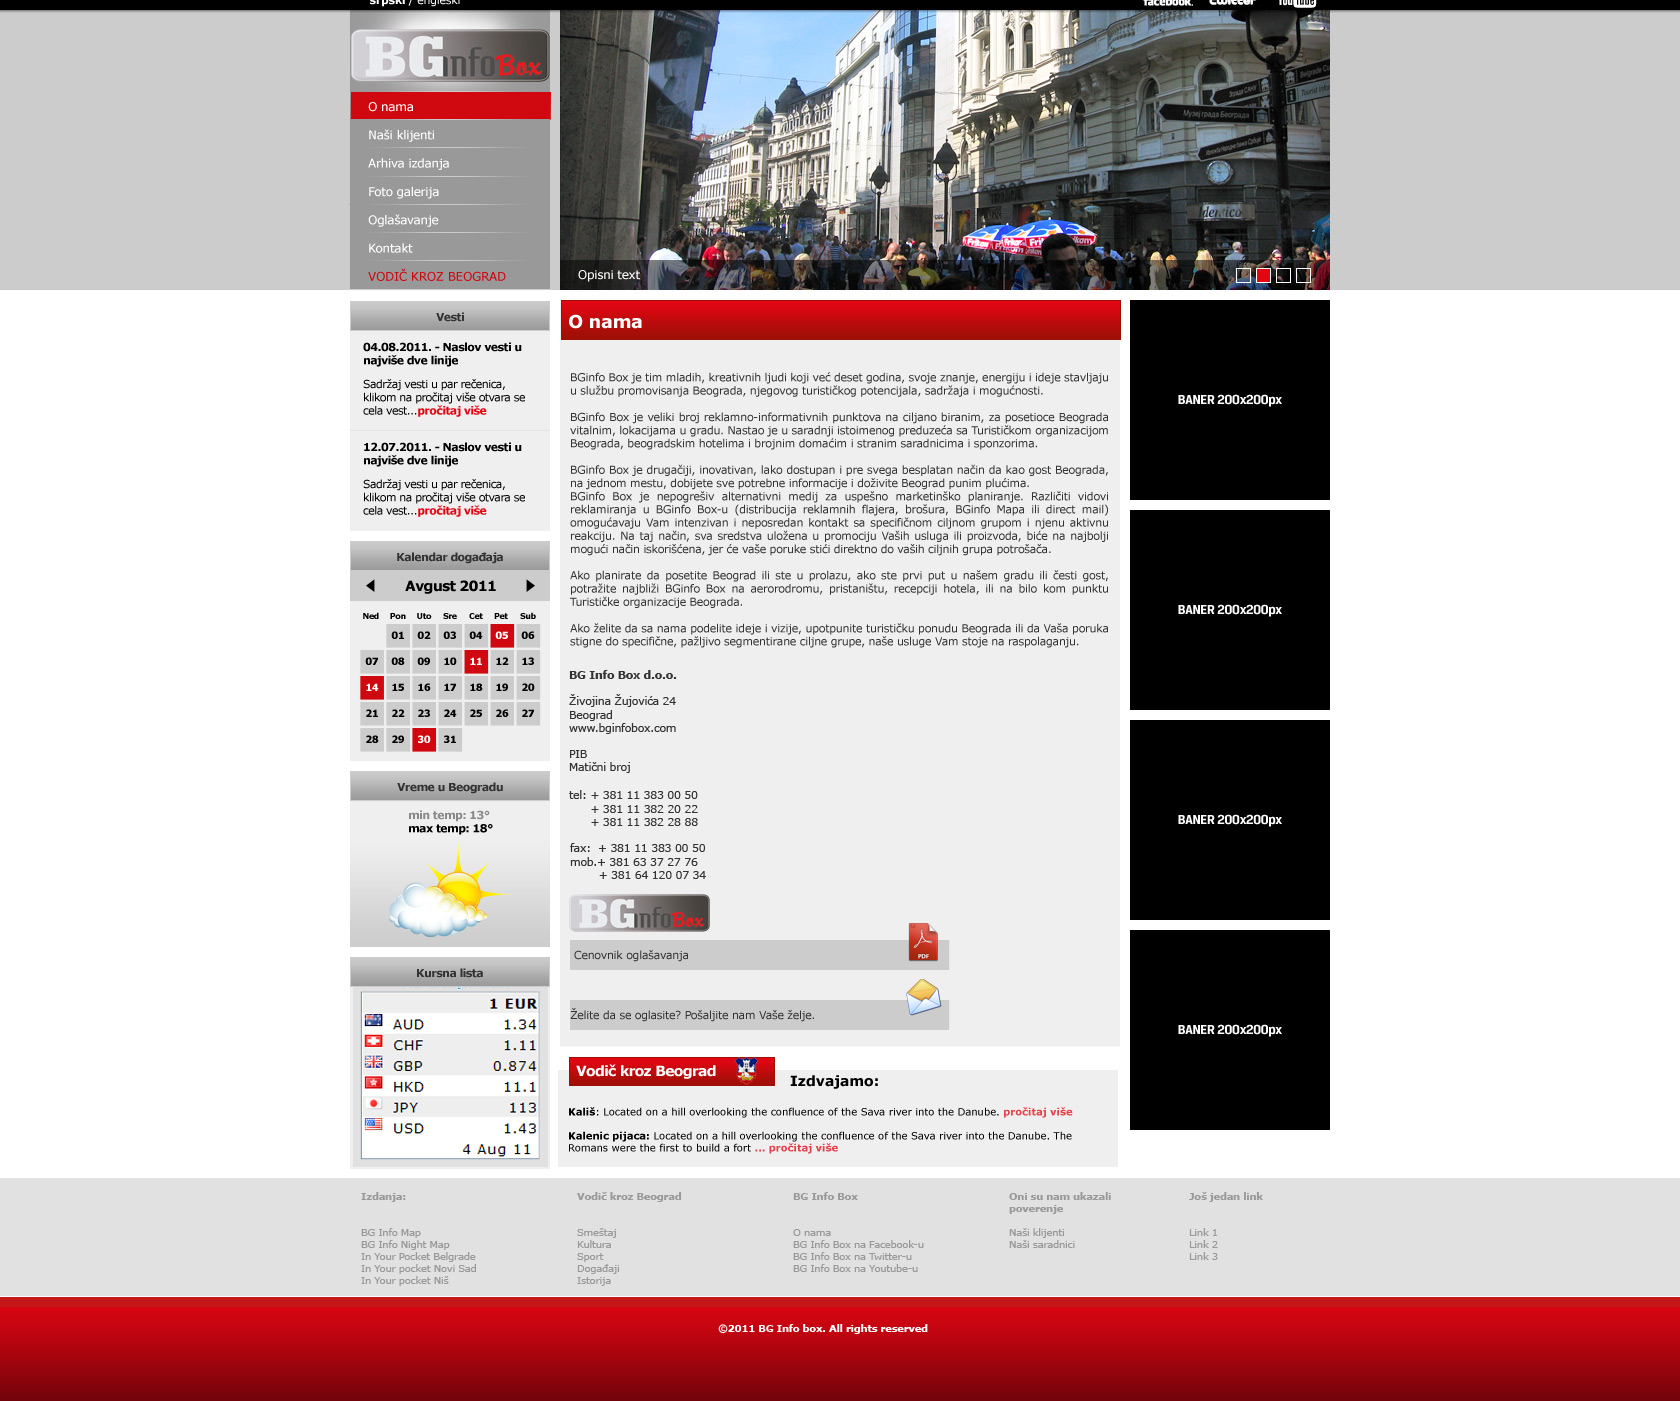 srpski / engleski
facebook. twitter YouTube
BGinfoBox
O nama
Naši klijenti
Arhiva izdanja
Foto galerija
Oglašavanje
Kontakt
VODIČ KROZ BEOGRAD
Музеј града Београда
Frikom
Opisni text
Vesti
04.08.2011. - Naslov vesti u
najviše dve linije
Sadržaj vesti u par rečenica,
klikom na pročitaj više otvara se
cela vest...pročitaj više
12.07.2011. - Naslov vesti u
najviše dve linije
Sadržaj vesti u par rečenica,
klikom na pročitaj više otvara se
cela vest...pročitaj više
Kalendar događaja
Avgust 2011
Ned Pon Uto Sre Cet Pet Sub
01 02 03 04 05 06
07 08 09 10 11 12 13
14 15 16 17 18 19 20
21 22 23 24 25 26 27
28 29 30 31
Vreme u Beogradu
min temp: 13°
max temp: 18°
Kursna lista
1 EUR
AUD 1.34
CHF 1.11
GBP 0.874
HKD 11.1
JPY 113
USD 1.43
4 Aug 11
O nama
BGinfo Box je tim mladih, kreativnih ljudi koji već deset godina, svoje znanje, energiju i ideje stavljaju
u službu promovisanja Beograda, njegovog turističkog potencijala, sadržaja i mogućnosti.
BGinfo Box je veliki broj reklamno-informativnih punktova na ciljano biranim, za posetioce Beograda
vitalnim, lokacijama u gradu. Nastao je u saradnji istoimenog preduzeća sa Turističkom organizacijom
Beograda, beogradskim hotelima i brojnim domaćim i stranim saradnicima i sponzorima.
BGinfo Box je drugačiji, inovativan, lako dostupan i pre svega besplatan način da kao gost Beograda,
na jednom mestu, dobijete sve potrebne informacije i doživite Beograd punim plućima.
BGinfo Box je nepogrešiv alternativni medij za uspešno marketinško planiranje. Različiti vidovi
reklamiranja u BGinfo Box-u (distribucija reklamnih flajera, brošura, BGinfo Mapa ili direct mail)
omogućavaju Vam intenzivan i neposredan kontakt sa specifičnom ciljnom grupom i njenu aktivnu
reakciju. Na taj način, sva sredstva uložena u promociju Vaših usluga ili proizvoda, biće na najbolji
mogući način iskorišćena, jer će vaše poruke stići direktno do vaših ciljnih grupa potrošača.
Ako planirate da posetite Beograd ili ste u prolazu, ako ste prvi put u našem gradu ili česti gost,
potražite najbliži BGinfo Box na aerorodromu, pristaništu, recepciji hotela, ili na bilo kom punktu
Turističke organizacije Beograda.
Ako želite da sa nama podelite ideje i vizije, upotpunite turističku ponudu Beograda ili da Vaša poruka
stigne do specifične, pažljivo segmentirane ciljne grupe, naše usluge Vam stoje na raspolaganju.
BG Info Box d.o.o.
Živojina Žujovića 24
Beograd
www.bginfobox.com
PIB
Matični broj
tel: + 381 11 383 00 50
+ 381 11 382 20 22
+ 381 11 382 28 88
fax: + 381 11 383 00 50
mob.+ 381 63 37 27 76
+ 381 64 120 07 34
BGinfoBox
Cenovnik oglašavanja
PDF
Želite da se oglasite? Pošaljite nam Vaše želje.
Vodič kroz Beograd
Izdvajamo:
Kališ: Located on a hill overlooking the confluence of the Sava river into the Danube. pročitaj više
Kalenic pijaca: Located on a hill overlooking the confluence of the Sava river into the Danube. The
Romans were the first to build a fort ... pročitaj više
BANER 200x200px
BANER 200x200px
BANER 200x200px
BANER 200x200px
Izdanja:
BG Info Map
BG Info Night Map
In Your Pocket Belgrade
In Your pocket Novi Sad
In Your pocket Niš
Vodič kroz Beograd
Smeštaj
Kultura
Sport
Događaji
Istorija
BG Info Box
O nama
BG Info Box na Facebook-u
BG Info Box na Twitter-u
BG Info Box na Youtube-u
Oni su nam ukazali
poverenje
Naši klijenti
Naši saradnici
Još jedan link
Link 1
Link 2
Link 3
©2011 BG Info box. All rights reserved